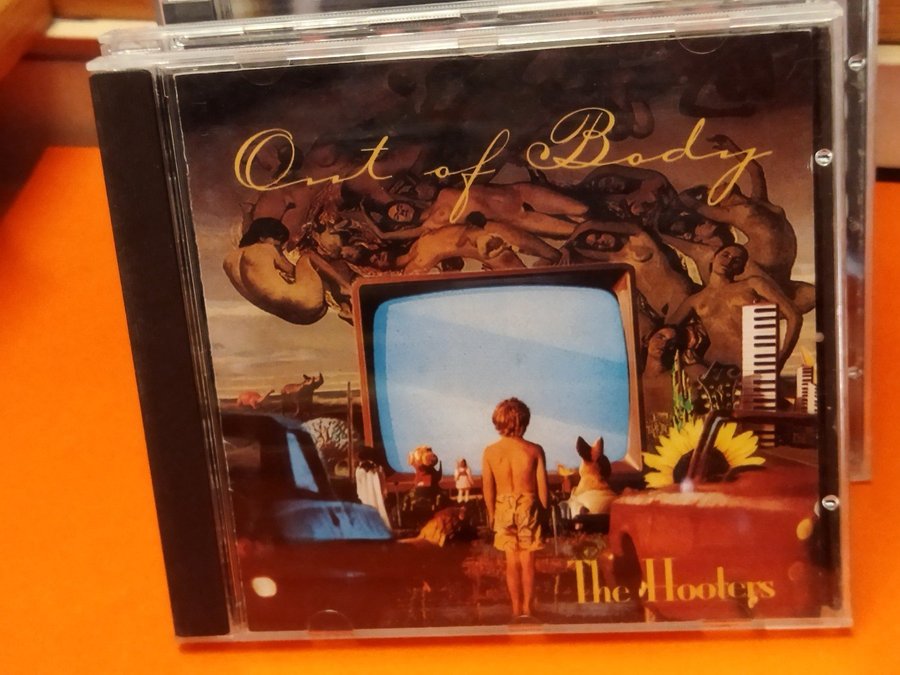 Out of Body
The Hooters